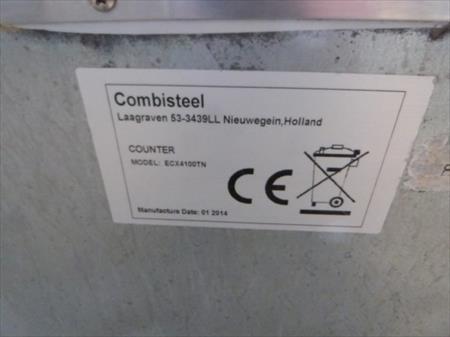 Combisteel
Laagraven 53-3439LL Nieuwegein,Holland
COUNTER
MODEL: ECX4100TN
CE
Manufacture Date: 01 2014